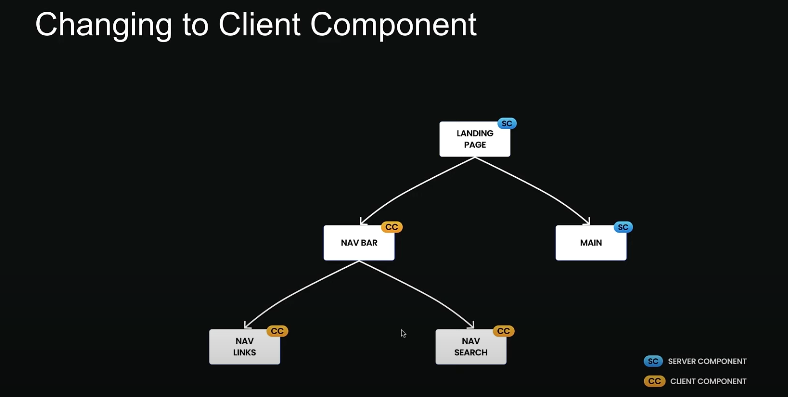 Changing to Client Component
SC
LANDING
PAGE
CC
NAV BAR
SC
MAIN
CC
NAV
LINKS
CC
NAV
SEARCH
SC SERVER COMPONENT
CC CLIENT COMPONENT